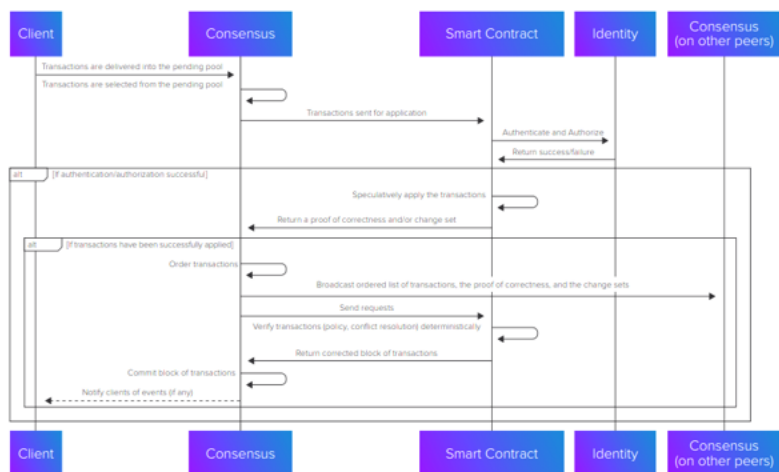 Client
Consensus
Smart Contract
Identity
Consensus
(on other peers)
Transactions are delivered into the pending pool
Transactions are selected from the pending pool
Transactions sent for application
Authenticate and Authorize
Return success/failure
alt
[If authentication/authorization successful]
Speculatively apply the transactions
Return a proof of correctness and/or change set
alt
[If transactions have been successfully applied]
Order transactions
Broadcast ordered list of transactions, the proof of correctness, and the change sets
Send requests
Verify transactions (policy, conflict resolution) deterministically
Return corrected block of transactions
Commit block of transactions
Notify clients of events (if any)
Client
Consensus
Smart Contract
Identity
Consensus
(on other peers)